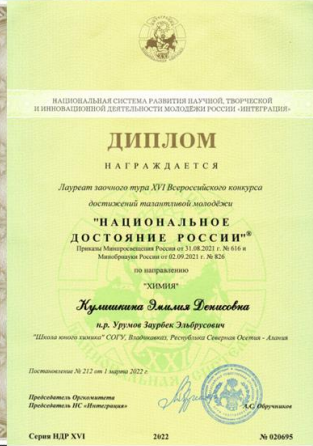 НАЦИОНАЛЬНАЯ СИСТЕМА РАЗВИТИЯ НАУЧНОЙ, ТВОРЧЕСКОЙ
И ИННОВАЦИОННОЙ ДЕЯТЕЛЬНОСТИ МОЛОДЁЖИ РОССИИ «ИНТЕГРАЦИЯ»
ДИПЛОМ
НАГРАЖДАЕТСЯ
Лауреат заочного тура XVI Всероссийского конкурса
достижений талантливой молодёжи
"НАЦИОНАЛЬНОЕ
ДОСТОЯНИЕ РОССИИ"®
Приказы Минпросвещения России от 31.08.2021 г. № 616 и
Минобрнауки России от 02.09.2021 г. № 826
по направлению
"ХИМИЯ"
Кулишкина Эмилия Денисовна
н.р. Урумов Заурбек Эльбрусович
"Школа юного химика" СОГУ, Владикавказ, Республика Северная Осетия - Алания
Постановление № 212 от 1 марта 2022 г
Председатель Оргкомитета
Председатель НС «Интеграция»
А.С. Обручников
Серия НДР XVI
2022
№ 020695